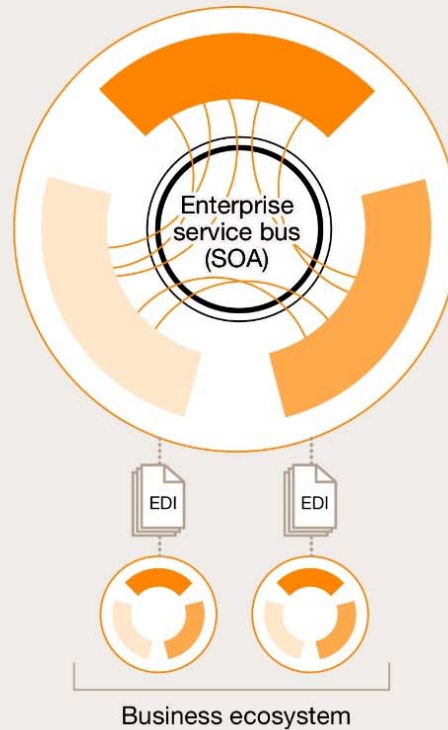 Enterprise
service bus
(SOA)
EDI
EDI
Business ecosystem